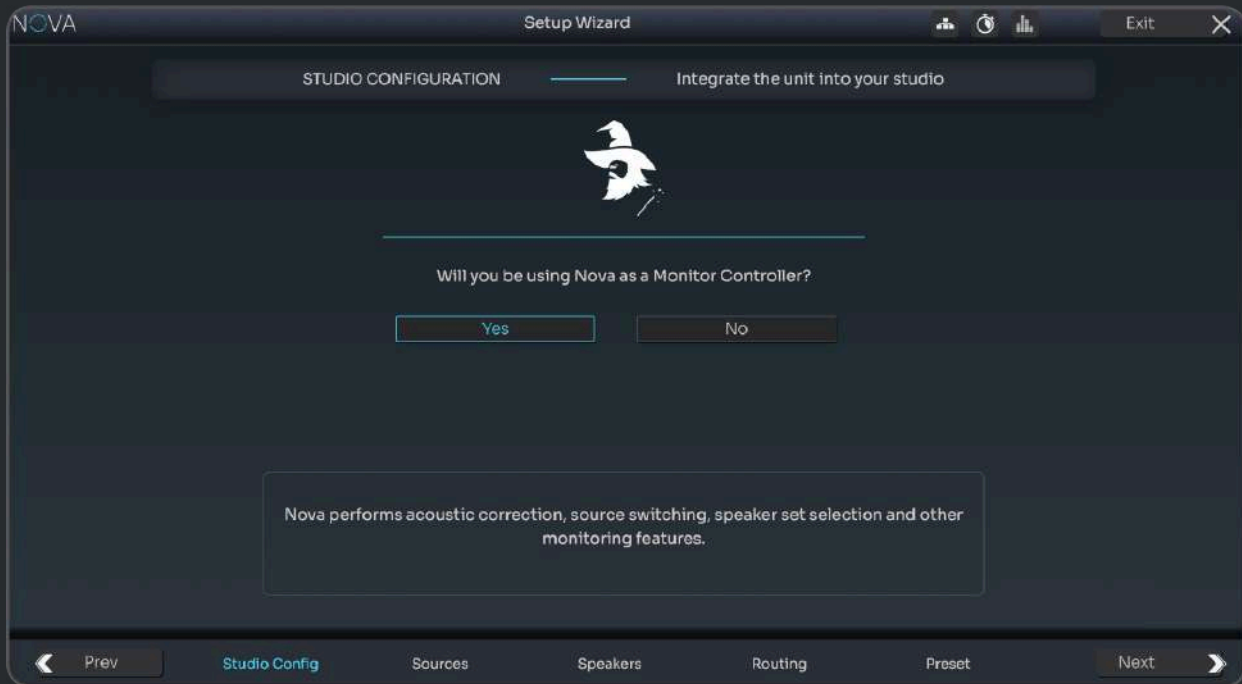 NOVA
Setup Wizard
Exit
STUDIO CONFIGURATION
Integrate the unit into your studio
Will you be using Nova as a Monitor Controller?
Yes
No
Nova performs acoustic correction, source switching, speaker set selection and other
monitoring features.
Prev
Studio Config
Sources
Speakers
Routing
Preset
Next